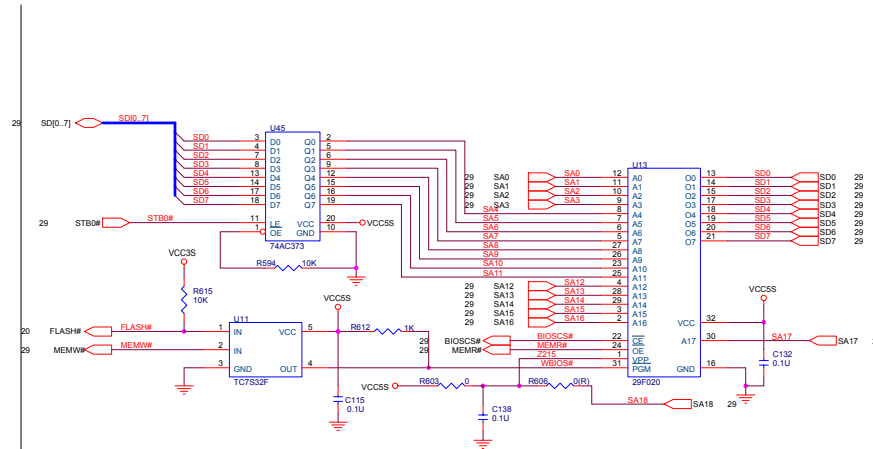 29 SD[0..7] SD[0..7]
U45
SD0 3 D0 Q0 2
SD1 4 D1 Q1 5
SD2 7 D2 Q2 6
SD3 8 D3 Q3 9
SD4 13 D4 Q4 12
SD5 14 D5 Q5 15
SD6 17 D6 Q6 16
SD7 18 D7 Q7 19
29 STB0# STB0# 11 LE VCC 20 VCC5S
1 OE GND 10
74AC373
R594 10K
U13
29 SA0 SA0 12 A0 O0 13 SD0 SD0 29
29 SA1 SA1 11 A1 O1 14 SD1 SD1 29
29 SA2 SA2 10 A2 O2 15 SD2 SD2 29
29 SA3 SA3 9 A3 O3 17 SD3 SD3 29
SA4 8 A4 O4 18 SD4 SD4 29
SA5 7 A5 O5 19 SD5 SD5 29
SA6 6 A6 O6 20 SD6 SD6 29
SA7 5 A7 O7 21 SD7 SD7 29
SA8 27 A8
SA9 26 A9
SA10 23 A10
SA11 25 A11
29 SA12 SA12 4 A12
29 SA13 SA13 28 A13
29 SA14 SA14 29 A14
29 SA15 SA15 3 A15
29 SA16 SA16 2 A16
VCC5S
VCC 32
A17 30 SA17 SA17
29 BIOSCS# BIOSCS# 22 CE
29 MEMR# MEMR# 24 OE
Z215 1 VPP
WBIOS# 31 PGM GND 16
29F020
C132
0.1U
VCC3S
R615
10K
VCC5S
U11
20 FLASH# FLASH# 1 IN VCC 5 R612 1K
29 MEMW# MEMW# 2 IN
3 GND OUT 4
TC7S32F
C115
0.1U
VCC5S R603 0 R606 0(R)
SA18 SA18 29
C138
0.1U